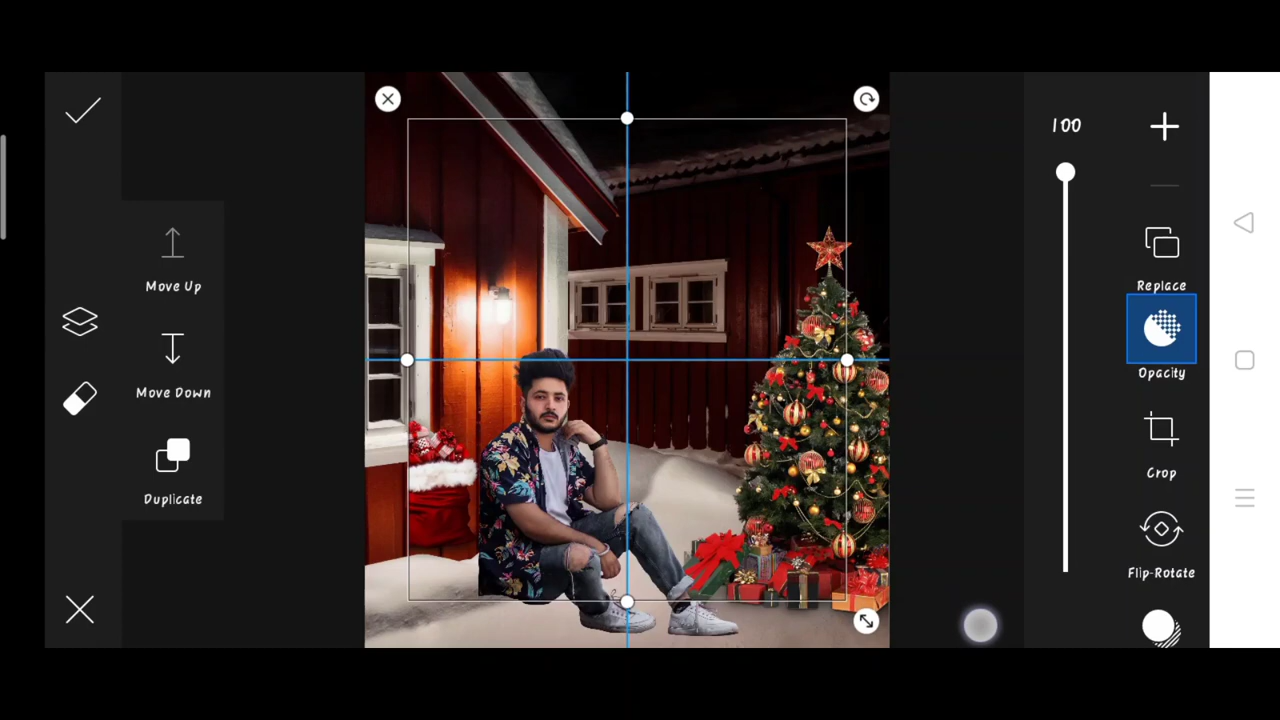 Move Up
Move Down
Duplicate
100
Replace
Opacity
Crop
Flip-Rotate